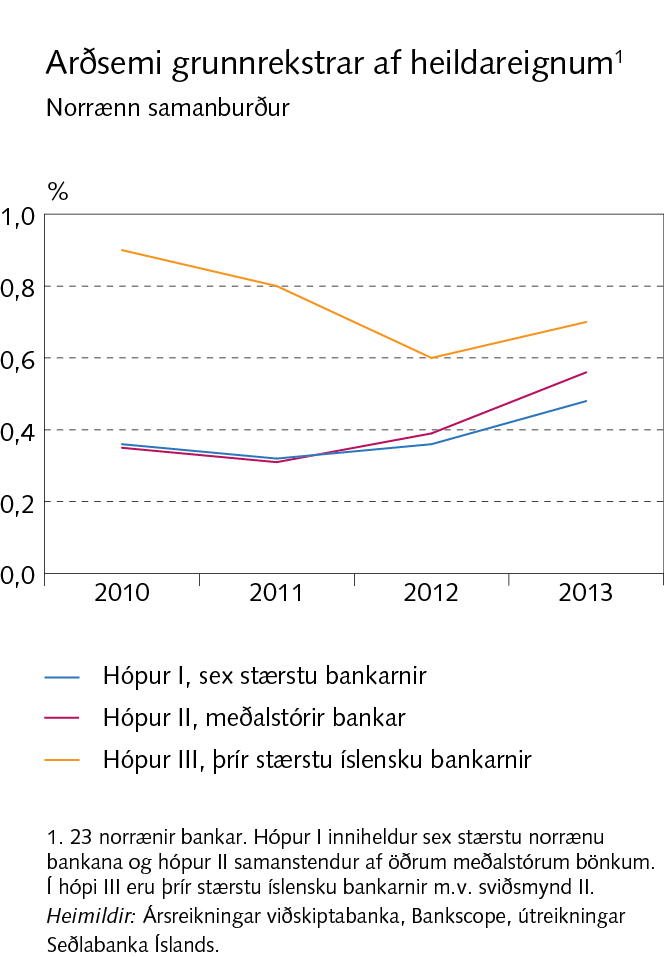 Arðsemi grunnrekstrar af heildareignum¹
Norrænn samanburður
%
1,0
0,8
0,6
0,4
0,2
0,0
2010 2011 2012 2013
Hópur I, sex stærstu bankarnir
Hópur II, meðalstórir bankar
Hópur III, þrír stærstu íslensku bankarnir
1. 23 norrænir bankar. Hópur I inniheldur sex stærstu norrænu
bankana og hópur II samanstendur af öðrum meðalstórum bönkum.
Í hópi III eru þrír stærstu íslensku bankarnir m.v. sviðsmynd II.
Heimildir: Ársreikningar viðskiptabanka, Bankscope, útreikningar
Seðlabanka Íslands.